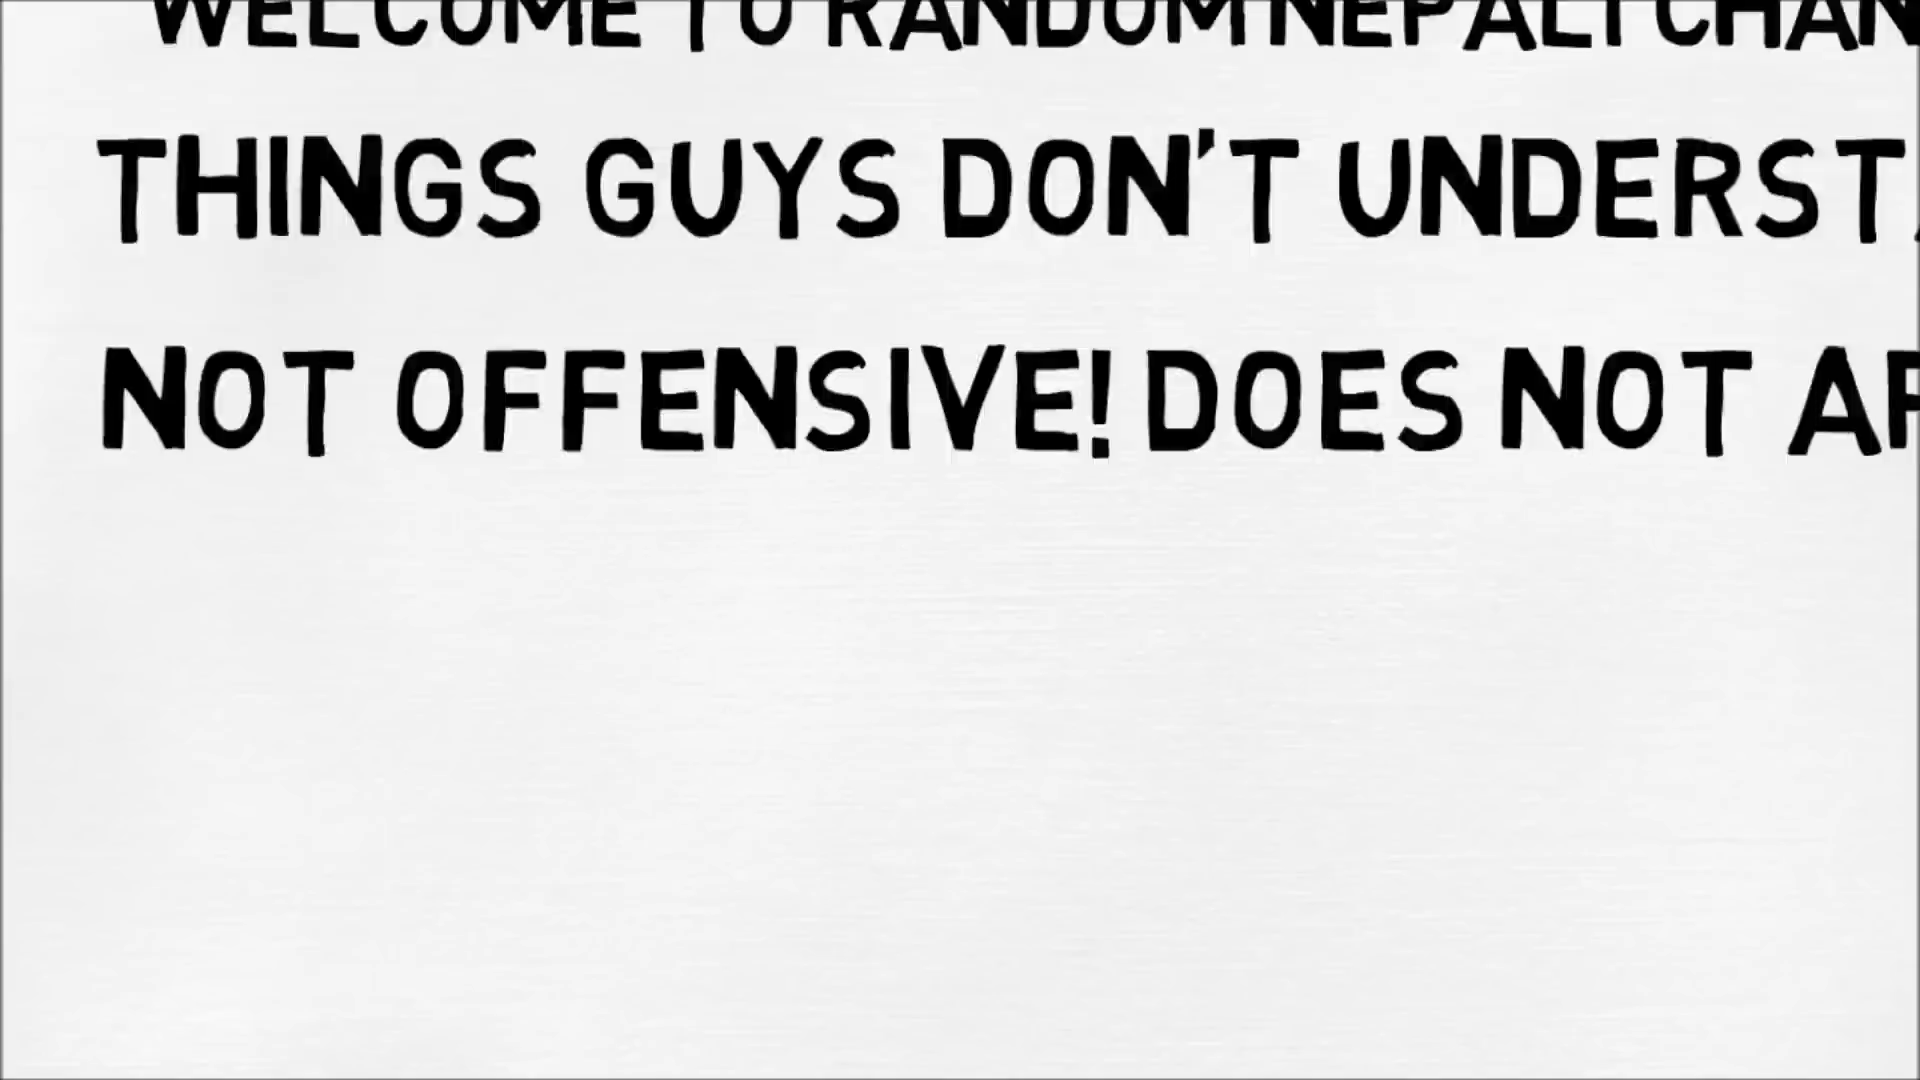 WELCOME TO RANDOM NEPALI CHAN
THINGS GUYS DON'T UNDERST
NOT OFFENSIVE! DOES NOT